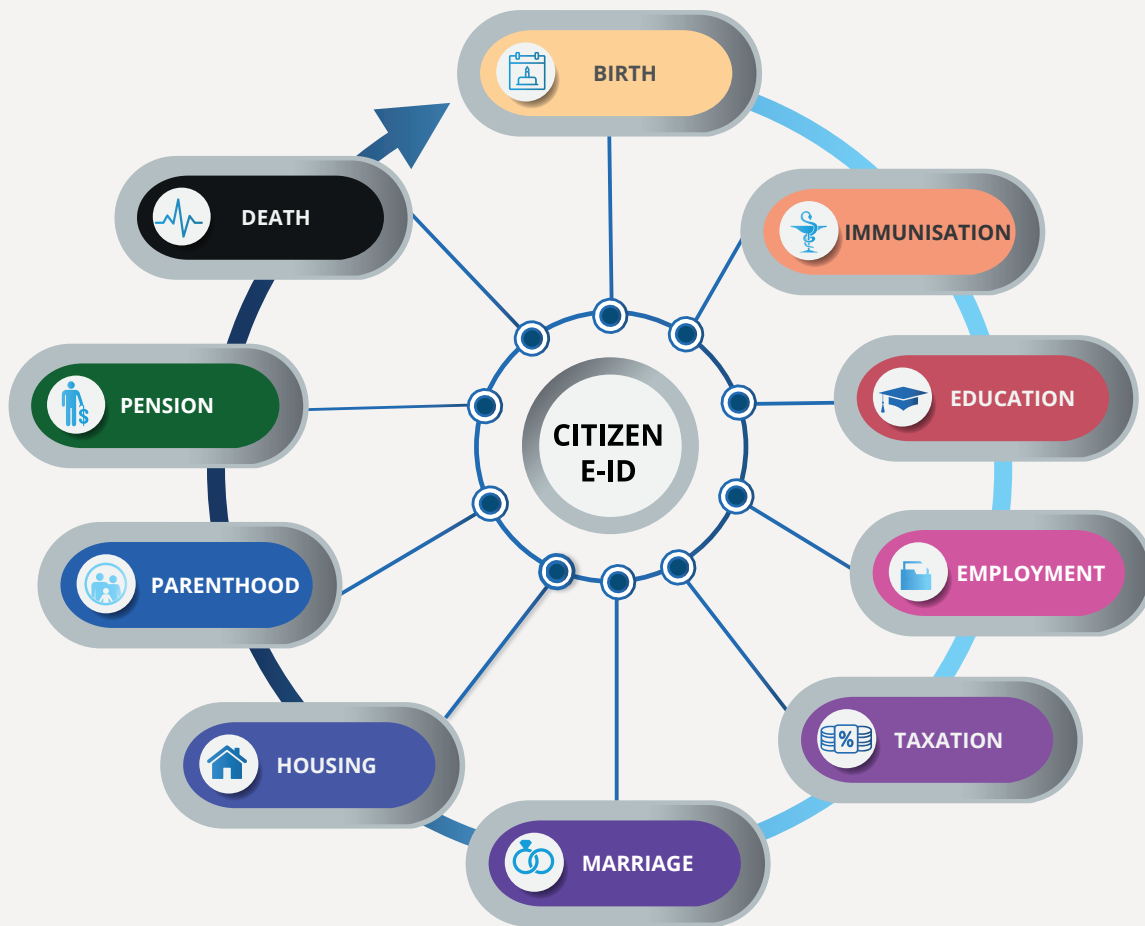 BIRTH
IMMUNISATION
EDUCATION
EMPLOYMENT
TAXATION
MARRIAGE
HOUSING
PARENTHOOD
$
PENSION
DEATH
CITIZEN
E-ID
%